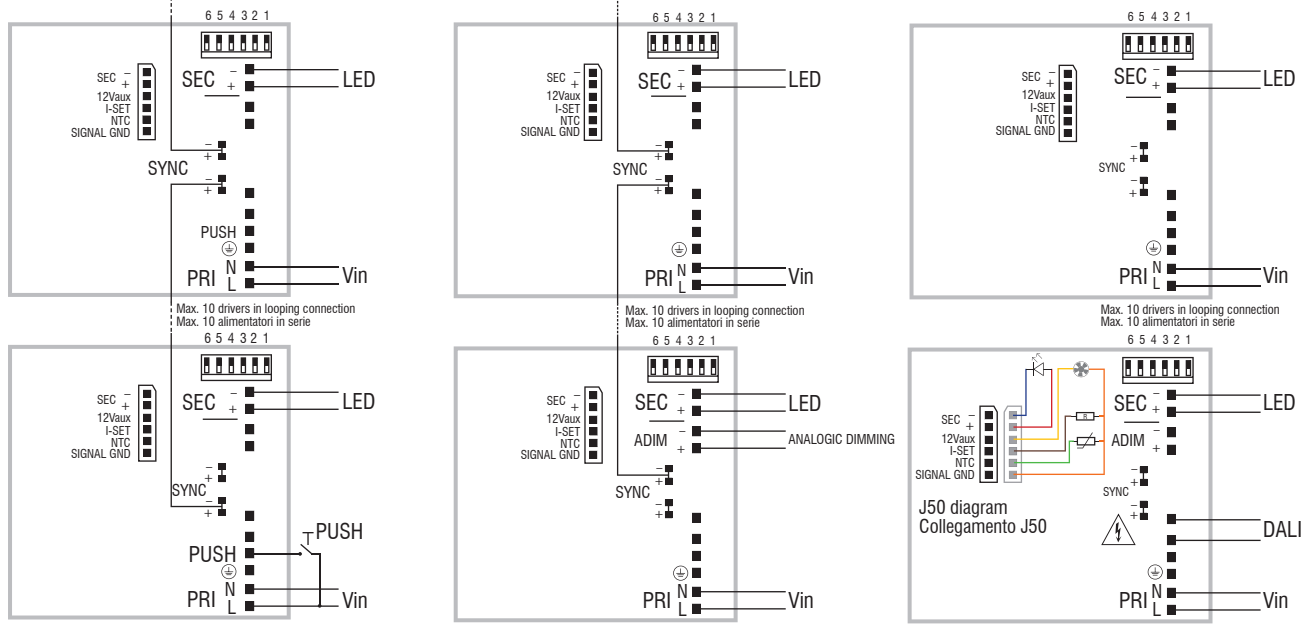 6 5 4 3 2 1
SEC −
+
12Vaux
I-SET
NTC
SIGNAL GND
SEC −
+
LED
−
+
SYNC
−
+
PUSH
N
PRI
L
Vin
Max. 10 drivers in looping connection
Max. 10 alimentatori in serie
6 5 4 3 2 1
SEC −
+
12Vaux
I-SET
NTC
SIGNAL GND
SEC −
+
LED
−
+
SYNC
−
+
PUSH
PUSH
N
PRI
L
Vin
6 5 4 3 2 1
SEC −
+
12Vaux
I-SET
NTC
SIGNAL GND
SEC −
+
LED
−
+
SYNC
−
+
PRI N
L
Vin
Max. 10 drivers in looping connection
Max. 10 alimentatori in serie
6 5 4 3 2 1
SEC −
+
12Vaux
I-SET
NTC
SIGNAL GND
SEC −
+
LED
ADIM −
+
ANALOGIC DIMMING
−
+
SYNC
−
+
PRI N
L
Vin
6 5 4 3 2 1
SEC −
+
12Vaux
I-SET
NTC
SIGNAL GND
SEC −
+
LED
−
+
SYNC
−
+
PRI N
L
Vin
Max. 10 drivers in looping connection
Max. 10 alimentatori in serie
6 5 4 3 2 1
SEC −
+
12Vaux
I-SET
NTC
SIGNAL GND
R
J50 diagram
Collegamento J50
SEC −
+
LED
ADIM −
+
−
+
SYNC
−
+
DALI
PRI N
L
Vin